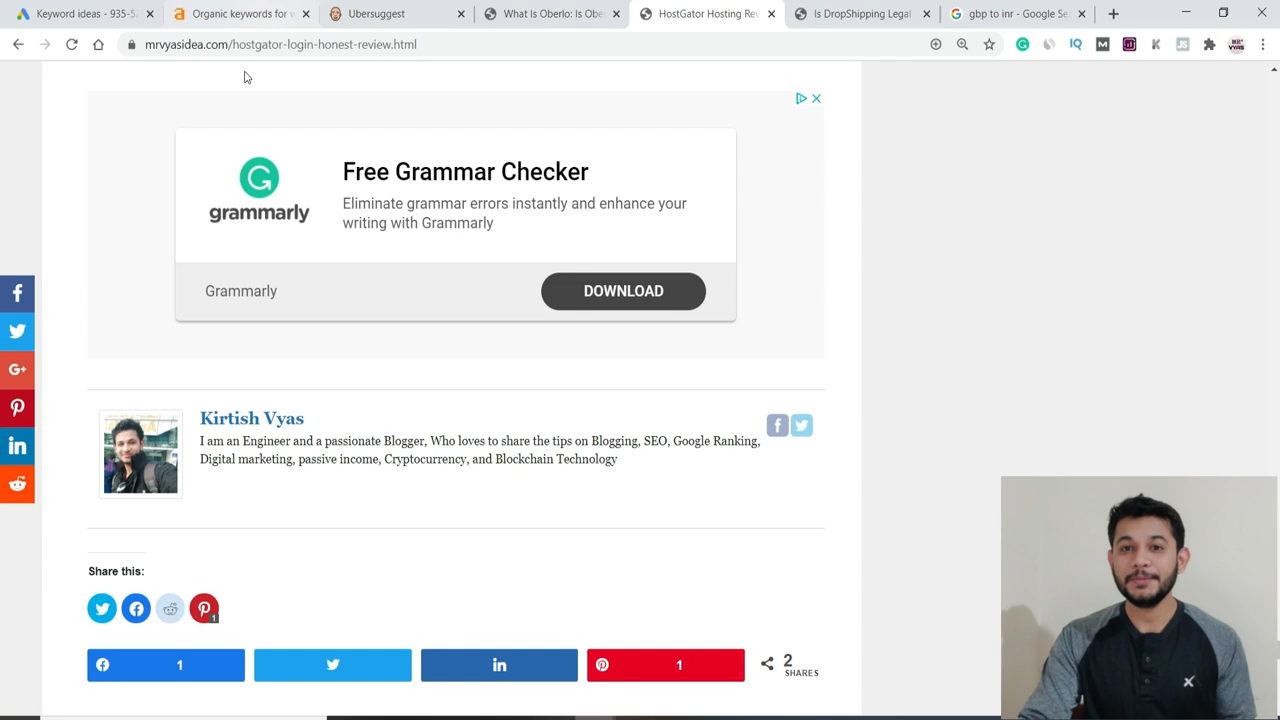 Keyword ideas - 935-5
Organic keywords for w
Ubersuggest
What Is Oberlo: Is Obe
HostGator Hosting Rev
Is DropShipping Legal
gbp to inr - Google Se
mrvyasidea.com/hostgator-login-honest-review.html
Free Grammar Checker
Eliminate grammar errors instantly and enhance your
writing with Grammarly
grammarly
Grammarly
DOWNLOAD
Kirtish Vyas
I am an Engineer and a passionate Blogger, Who loves to share the tips on Blogging, SEO, Google Ranking,
Digital marketing, passive income, Cryptocurrency, and Blockchain Technology
Share this:
1
1
1
2
SHARES